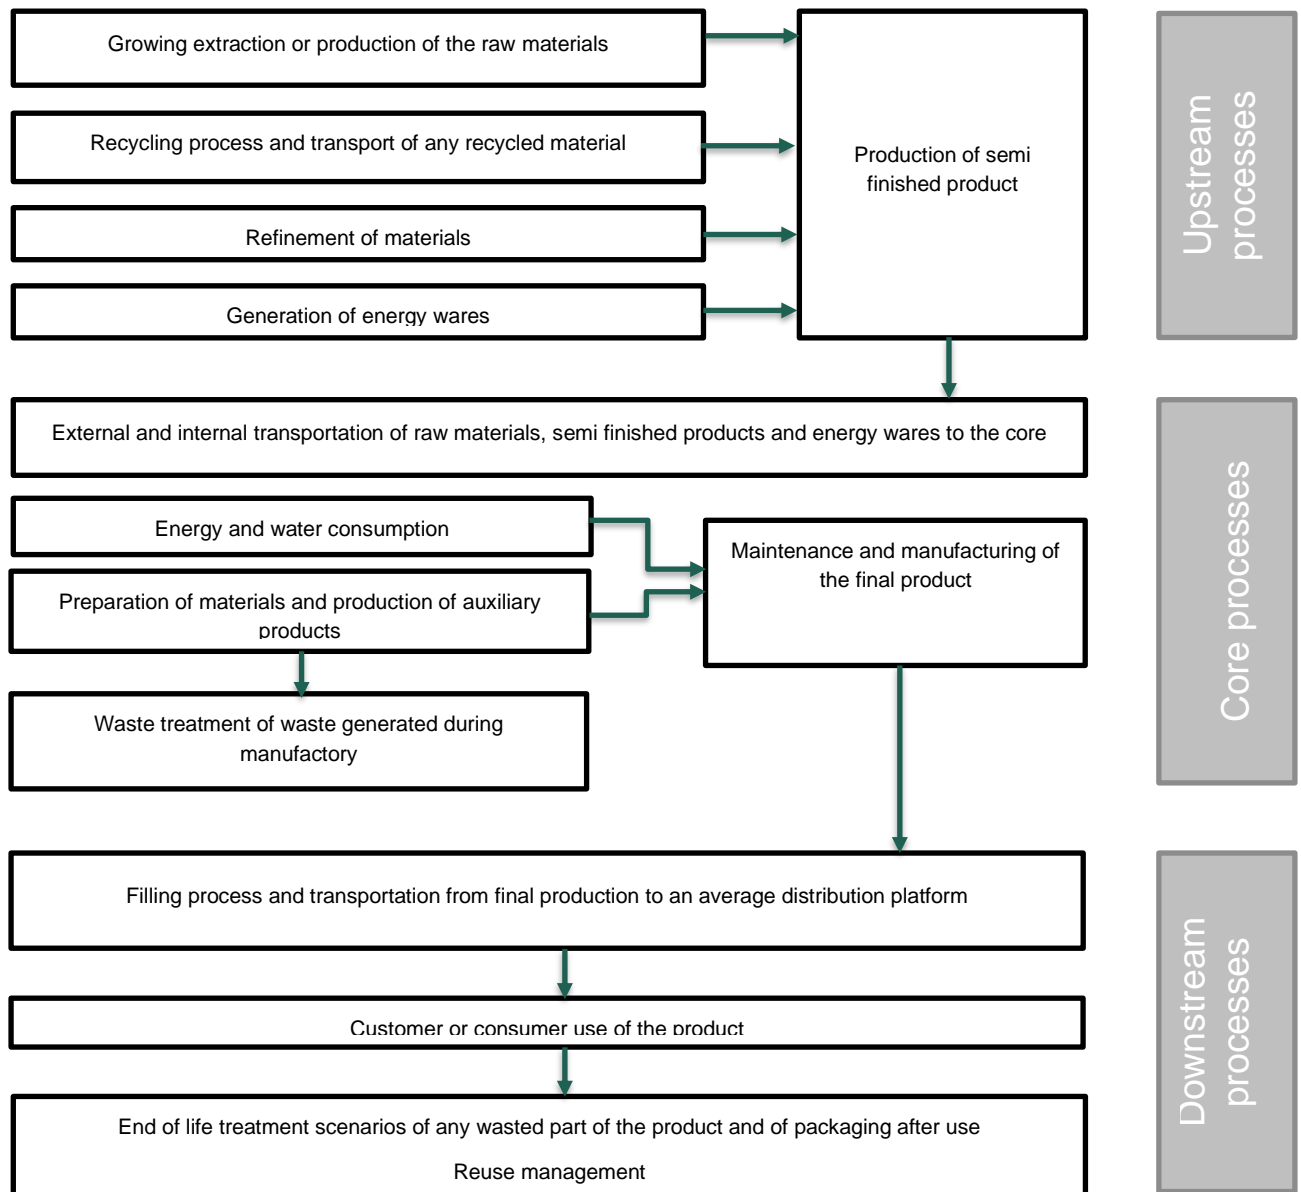 Growing extraction or production of the raw materials
Recycling process and transport of any recycled material
Refinement of materials
Generation of energy wares
Production of semi
finished product
Upstream
processes
External and internal transportation of raw materials, semi finished products and energy wares to the core
Energy and water consumption
Preparation of materials and production of auxiliary
products
Maintenance and manufacturing of
the final product
Waste treatment of waste generated during
manufactory
Core processes
Filling process and transportation from final production to an average distribution platform
Customer or consumer use of the product
End of life treatment scenarios of any wasted part of the product and of packaging after use
Reuse management
Downstream
processes